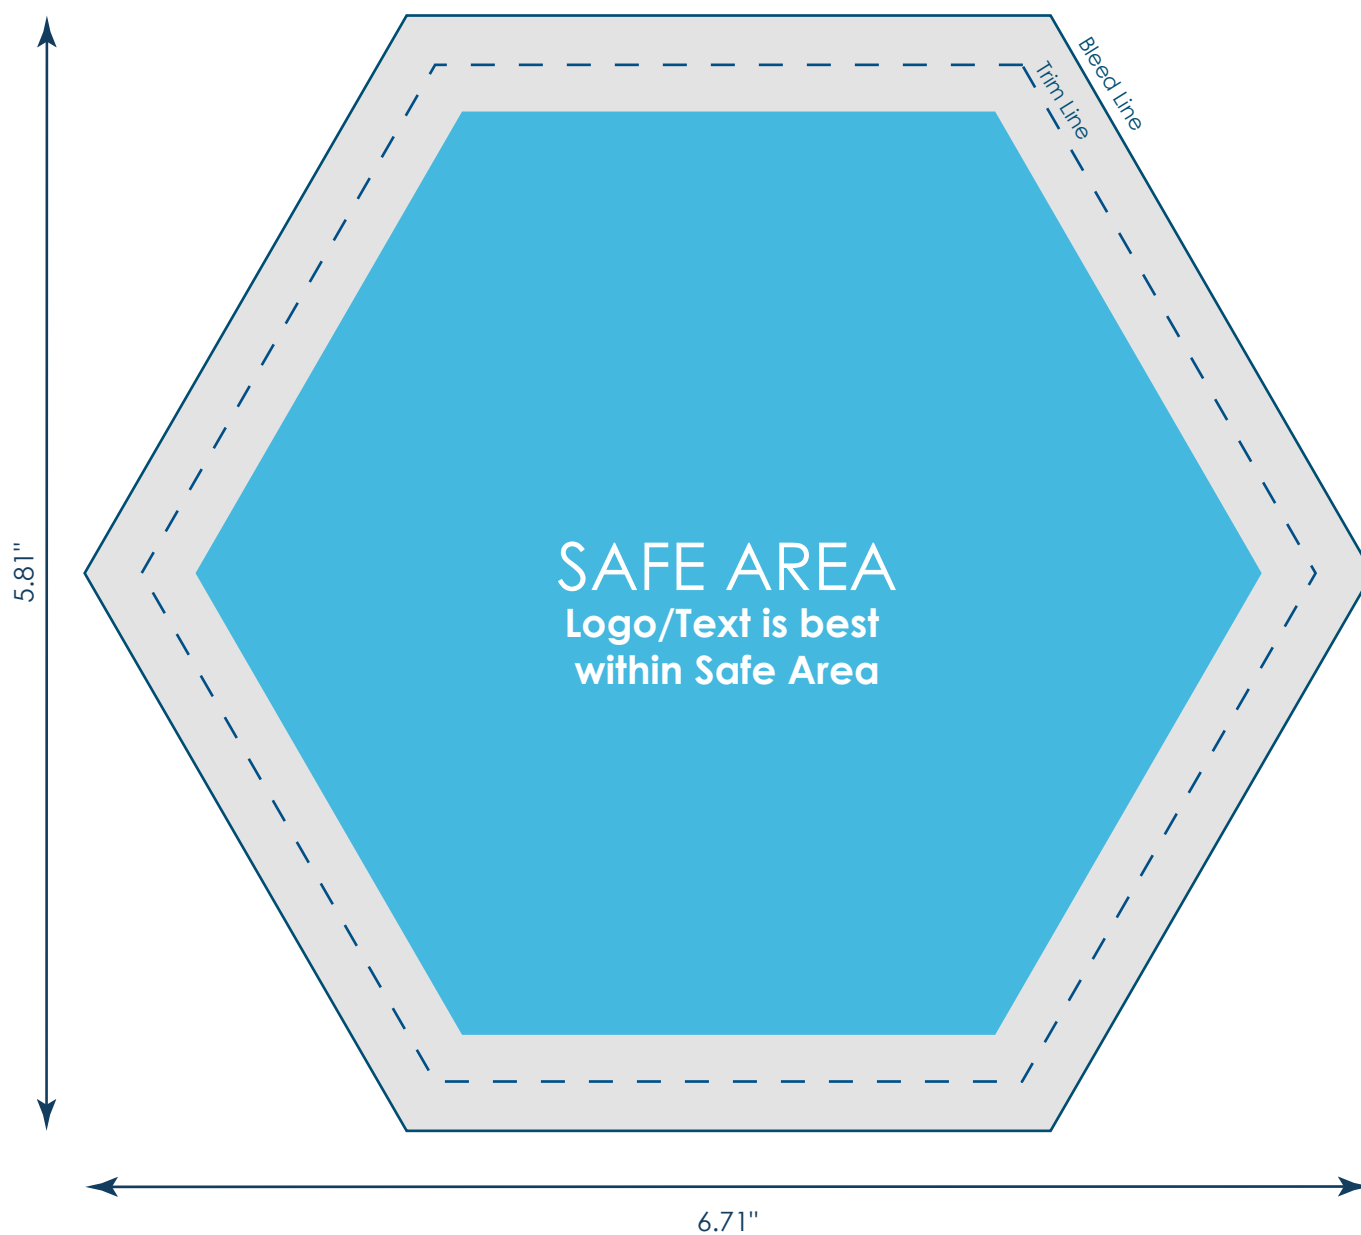 Bleed Line
Trim Line
SAFE AREA
Logo/Text is best
within Safe Area
5.81"
6.71"